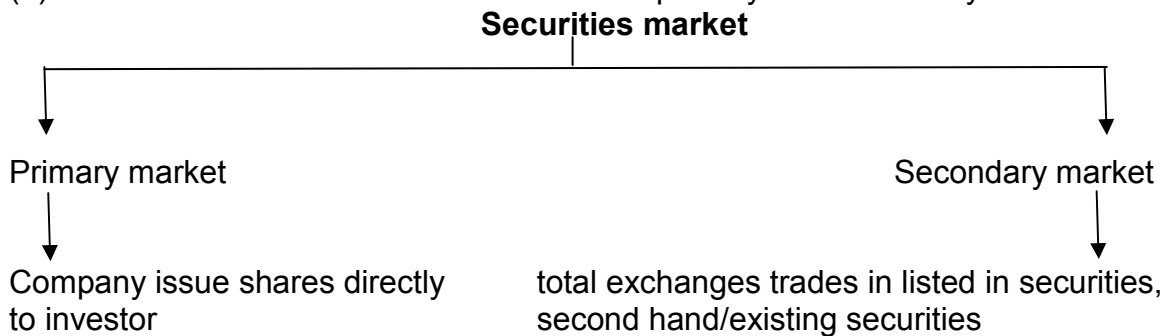 Securities market
Primary market
Secondary market
Company issue shares directly
to investor
total exchanges trades in listed in securities,
second hand/existing securities